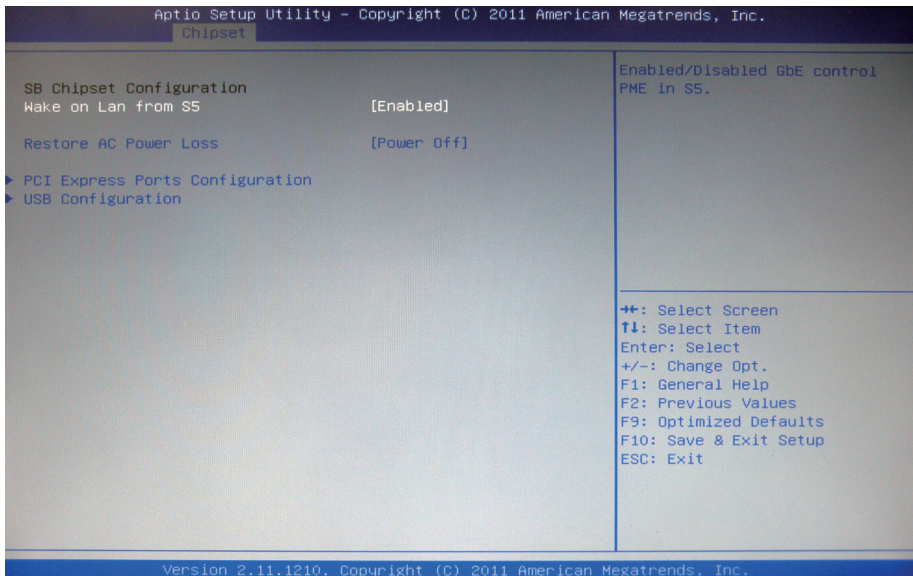 Aptio Setup Utility – Copyright (C) 2011 American Megatrends, Inc.
Chipset
SB Chipset Configuration
Wake on Lan from S5 [Enabled]
Restore AC Power Loss [Power Off]
PCI Express Ports Configuration
USB Configuration
Enabled/Disabled GbE control
PME in S5.
→←: Select Screen
↑↓: Select Item
Enter: Select
+/-: Change Opt.
F1: General Help
F2: Previous Values
F9: Optimized Defaults
F10: Save & Exit Setup
ESC: Exit
Version 2.11.1210. Copyright (C) 2011 American Megatrends, Inc.